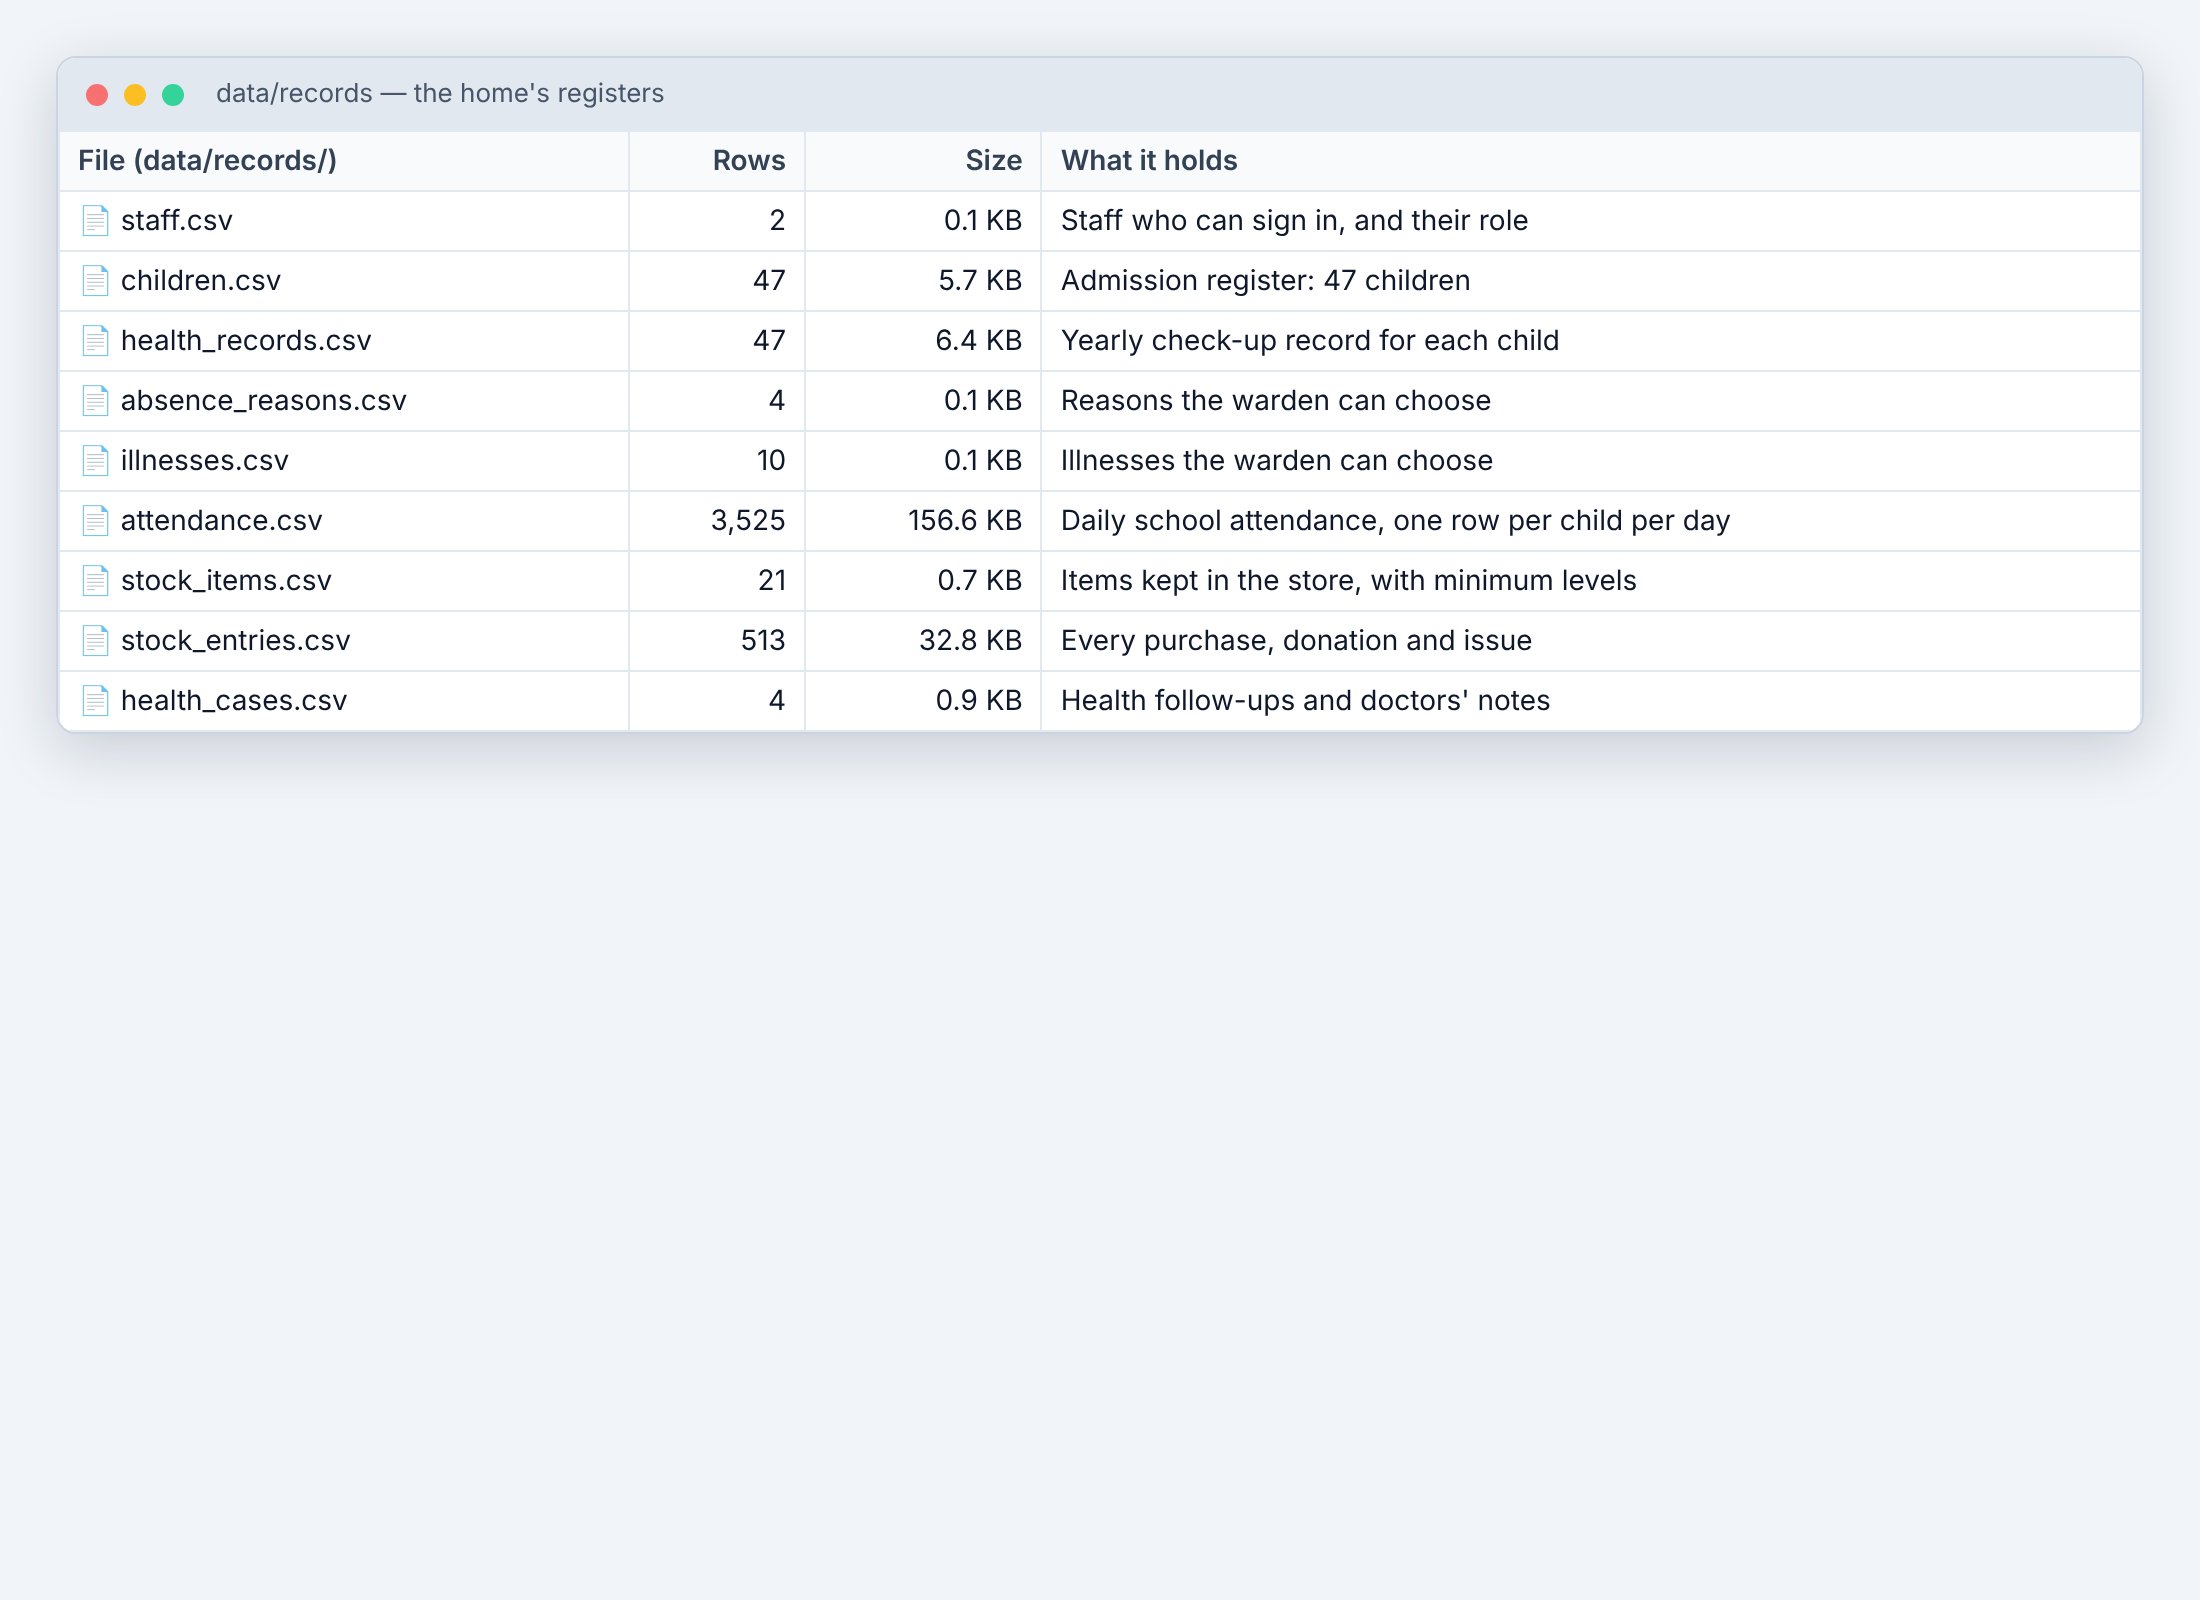 data/records — the home's registers
File (data/records/) Rows Size What it holds
staff.csv 2 0.1 KB Staff who can sign in, and their role
children.csv 47 5.7 KB Admission register: 47 children
health_records.csv 47 6.4 KB Yearly check-up record for each child
absence_reasons.csv 4 0.1 KB Reasons the warden can choose
illnesses.csv 10 0.1 KB Illnesses the warden can choose
attendance.csv 3,525 156.6 KB Daily school attendance, one row per child per day
stock_items.csv 21 0.7 KB Items kept in the store, with minimum levels
stock_entries.csv 513 32.8 KB Every purchase, donation and issue
health_cases.csv 4 0.9 KB Health follow-ups and doctors' notes